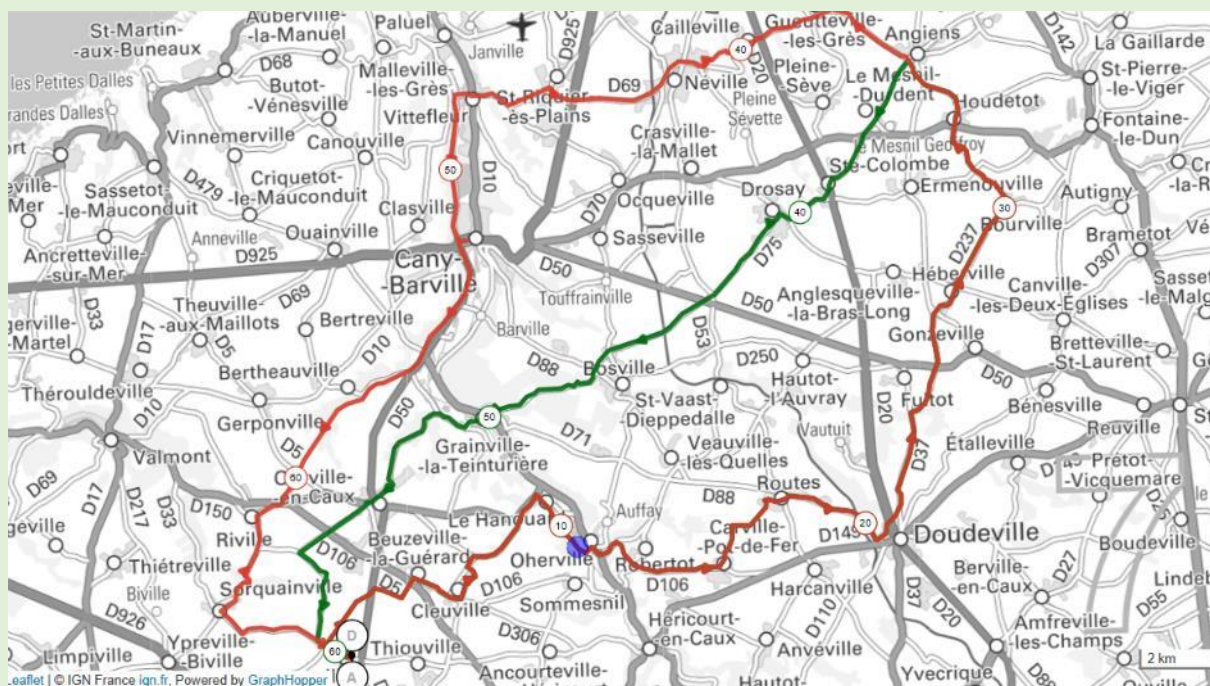 St-Martin-
-aux-Buneaux
Auberville-
-la-Manuel
Paluel
Janville
D925
Cailleville
Gueutteville-
-les-Grès
Angiens
D142
La Gaillarde
les Petites Dalles
D68
Butot-
-Vénesville
Malleville-
-les-Grès
D69
40
D20
Néville
Pleine-
-Sève
Le Mesnil-
-Durdent
Houdetot
St-Pierre-
-le-Viger
Vittefleur
St-Riquier-
-ès-Plains
Pleine
Sévette
Fontaine-
-le-Dun
Vinnemerville
Canouville
Crasville-
-la-Mallet
le Mesnil Geoffroy
Ste-Colombe
D479
Criquetot-
-le-Mauconduit
50
D10
D70
Ocqueville
Drosay
40
Ermenouville
30
Autigny
Sassetot-
-le-Mauconduit
Clasville
Bourville
Ancretteville-
-sur-Mer
Anneville
Ouainville
D925
Cany-
-Barville
Sasseville
D75
D237
D307
Brametot
D33
D17
Theuville-
-aux-Maillots
D69
D5
D50
Touffrainville
Héberville
Canville-
-les-Deux-Églises
Bertreville
Barville
D50
Anglesqueville-
-la-Bras-Long
Gonzeville
-Martel
D10
D88
D53
D250
Bretteville-
-St-Laurent
Thérouldeville
Bertheauville
Bosville
Hautot-
-l'Auvray
D20
Fultot
D50
D10
Gerponville
D50
50
St-Vaast-
-Dieppedalle
Bénesville
Reuville
Valmont
D5
Grainville-
-la-Teinturière
D71
Veauville-
-lès-Quelles
Vautuit
D37
Étalleville
D69
D17
60
Routes
Prétot-
-Vicquemare
D217
D33
D150
Le Hanouard
10
Auffay
D88
20
D25
Riville
D106
Beuzeville-
-la-Guérard
Oherville
Robertot
Carville-
-Pot-de-Fer
D149
Doudeville
Boudeville
Thiétreville
Biville
D5
D106
D106
D27
Sorquainville
Cleuville
Sommesnil
Harcanville
Berville-
-en-Caux
D55
D926
D
D37
D20
Ypreville-
-Biville
D306
Héricourt-
-en-Caux
D110
Amfreville-
-les-Champs
Limpiville
60
Thiouville
Anvéville
2 km
A
Ancourteville-
Yvecrique
Leaflet | © IGN France ign.fr, Powered by GraphHopper